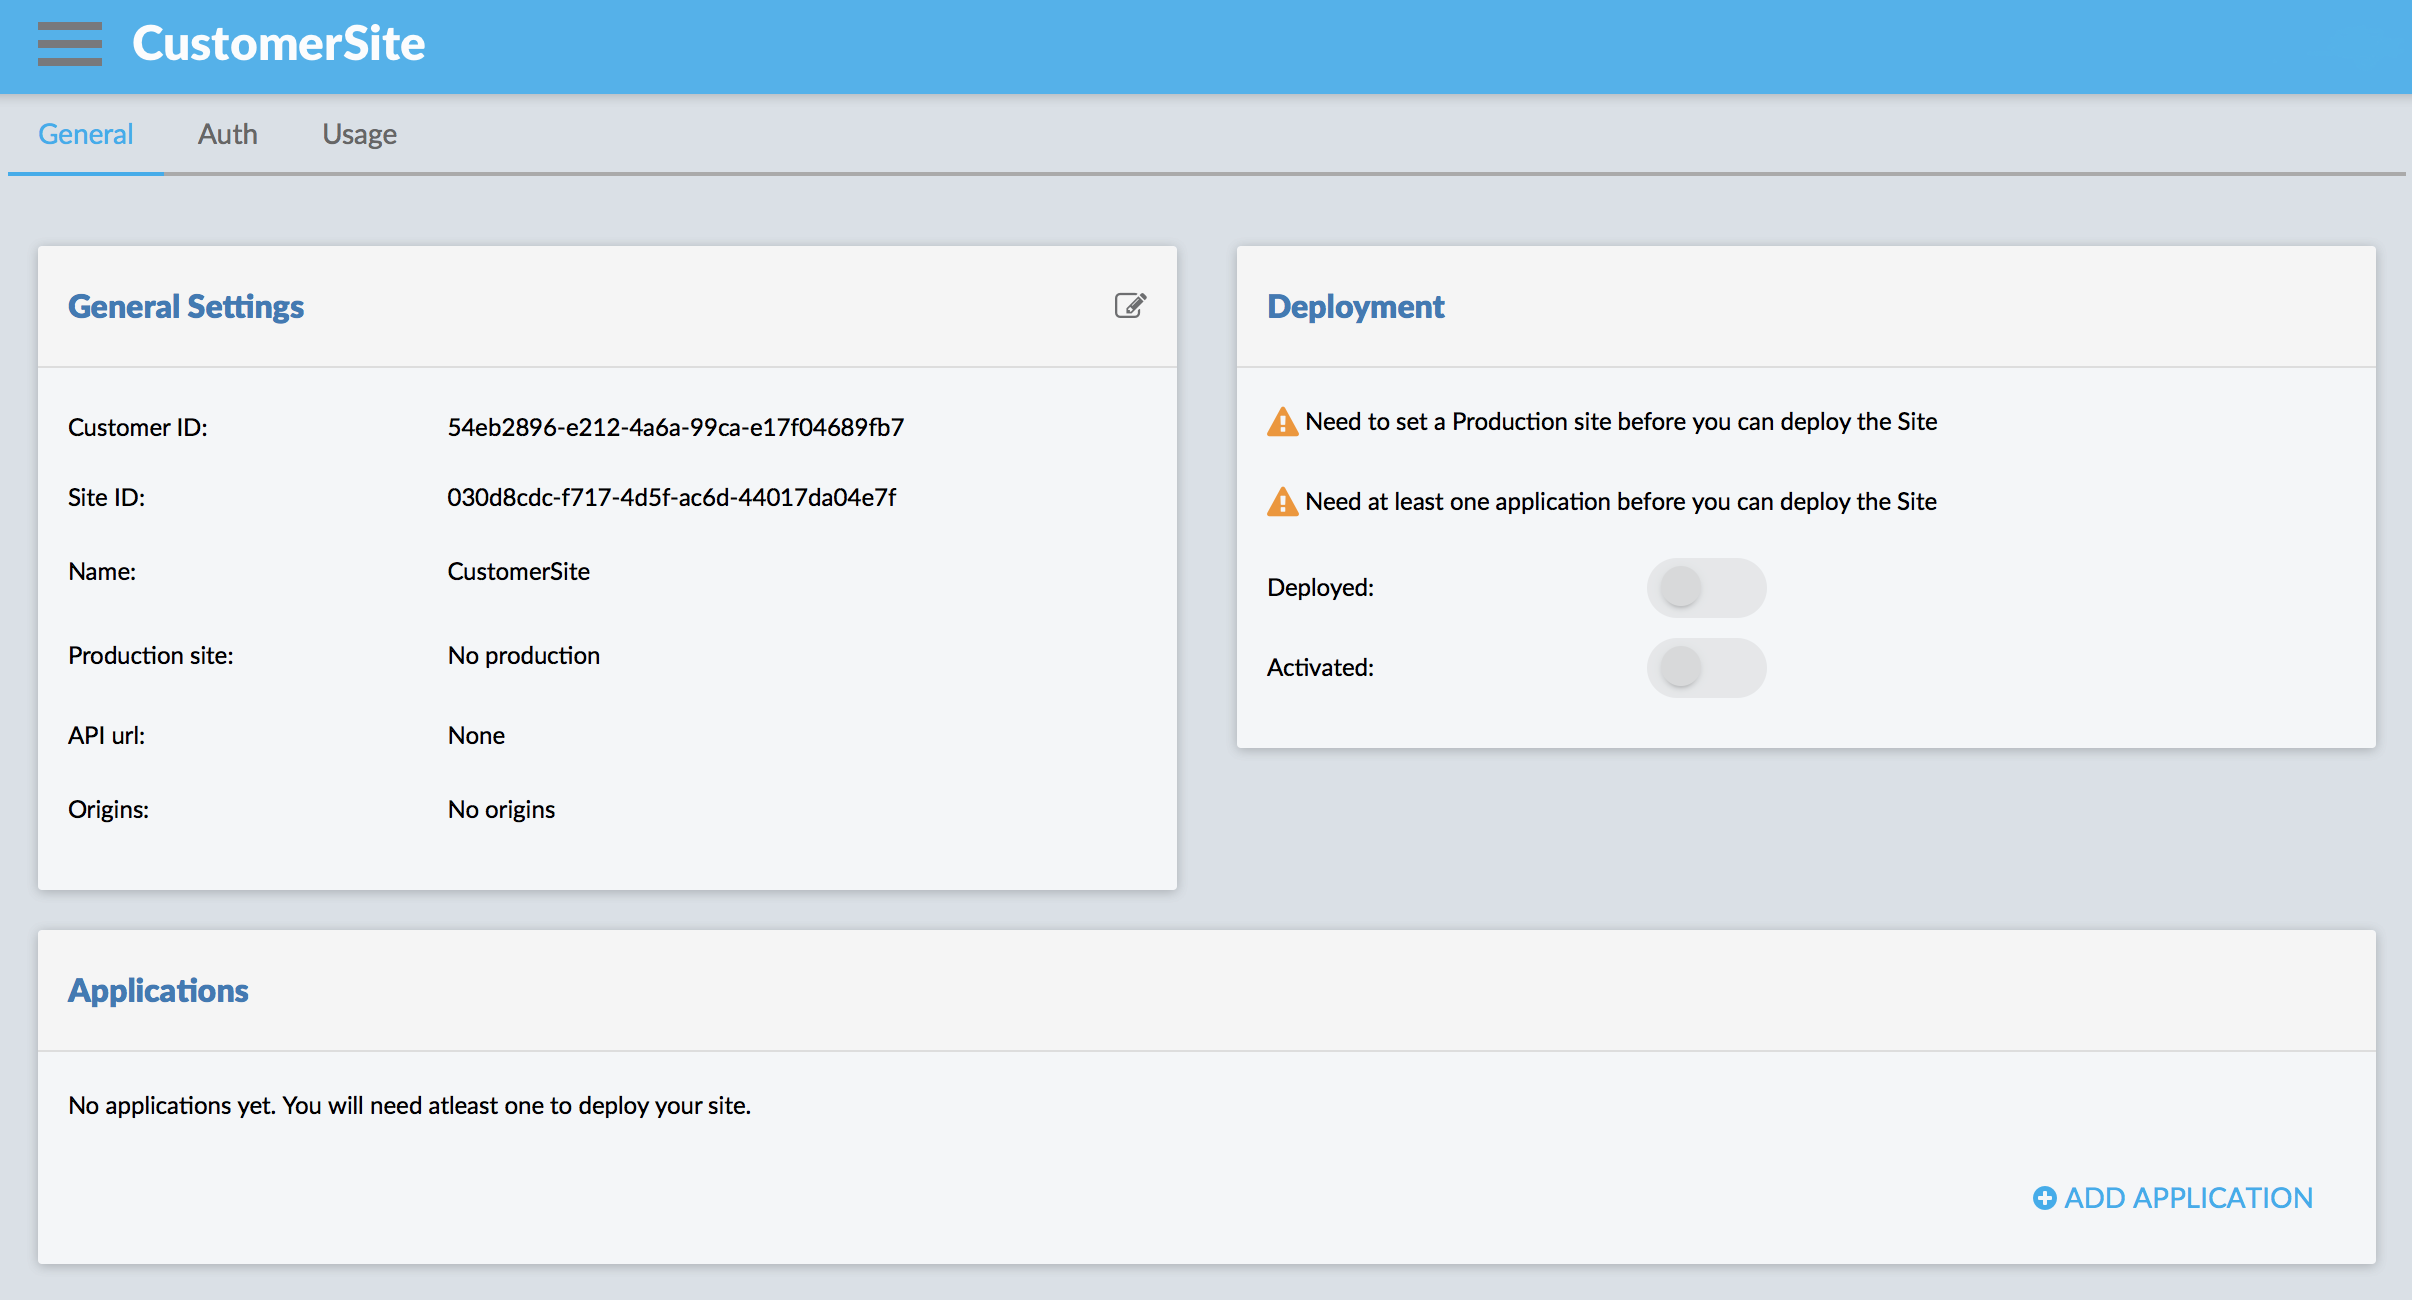 CustomerSite
General Auth Usage
General Settings
Customer ID: 54eb2896-e212-4a6a-99ca-e17f04689fb7
Site ID: 030d8cdc-f717-4d5f-ac6d-44017da04e7f
Name: CustomerSite
Production site: No production
API url: None
Origins: No origins
Deployment
Need to set a Production site before you can deploy the Site
Need at least one application before you can deploy the Site
Deployed:
Activated:
Applications
No applications yet. You will need atleast one to deploy your site.
ADD APPLICATION